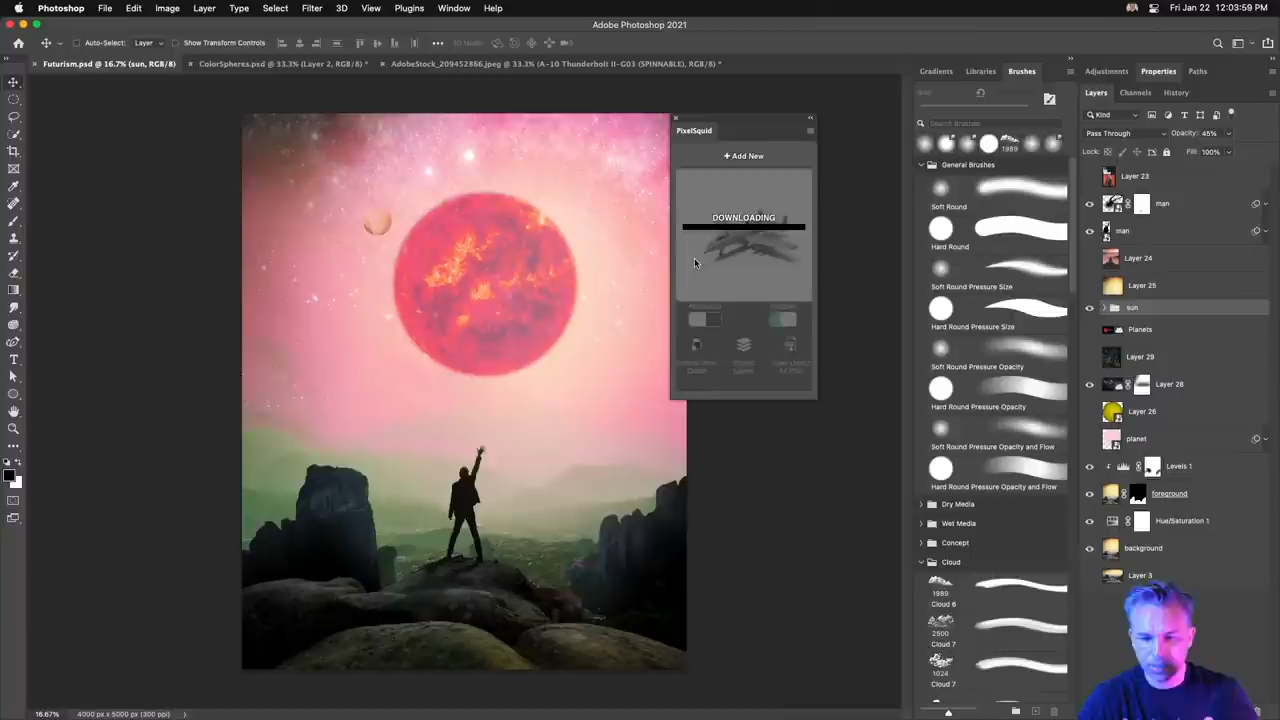 Photoshop File Edit Image Layer Type Select Filter 3D View Plugins Window Help Fri Jan 22 12:03:59 PM
Adobe Photoshop 2021
Auto-Select: Layer Show Transform Controls
Futurism.psd @ 16.7% (sun, RGB/8) ColorSpheres.psd @ 33.3% (Layer 2, RGB/8) * AdobeStock_209452866.jpeg @ 33.3% (A-10 Thunderbolt II-G03 (SPINNABLE), RGB/8) *
PixelSquid
+ Add New
DOWNLOADING
Gradients Libraries Brushes
Search Brushes
1989
General Brushes
Soft Round
Hard Round
Soft Round Pressure Size
Hard Round Pressure Size
Soft Round Pressure Opacity
Hard Round Pressure Opacity
Soft Round Pressure Opacity and Flow
Hard Round Pressure Opacity and Flow
Dry Media
Wet Media
Concept
Cloud
1989
Cloud 6
2500
Cloud 7
1024
Cloud 7
Adjustments Properties Paths
Layers Channels History
Kind
Pass Through Opacity: 45%
Lock: Fill: 100%
Layer 23
man
man
Layer 24
Layer 25
sun
Planets
Layer 29
Layer 28
Layer 26
planet
Levels 1
foreground
Hue/Saturation 1
background
Layer 3
16.67% 4000 px x 5000 px (300 ppi)